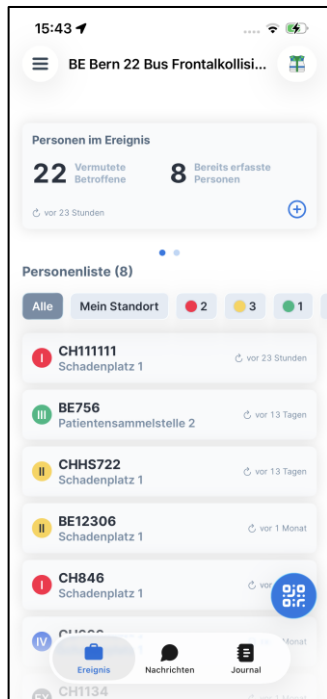 15:43
BE Bern 22 Bus Frontalkollisi...
Personen im Ereignis
22 Vermutete Betroffene
8 Bereits erfasste Personen
vor 23 Stunden
Personenliste (8)
Alle Mein Standort 2 3 1
I CH111111 vor 23 Stunden
Schadenplatz 1
III BE756 vor 13 Tagen
Patientensammelstelle 2
II CHHS722 vor 13 Tagen
Schadenplatz 1
II BE12306 vor 1 Monat
Schadenplatz 1
I CH846 vor
Schadenplatz 1
IV Monat
Ereignis Nachrichten Journal
EX CH1134